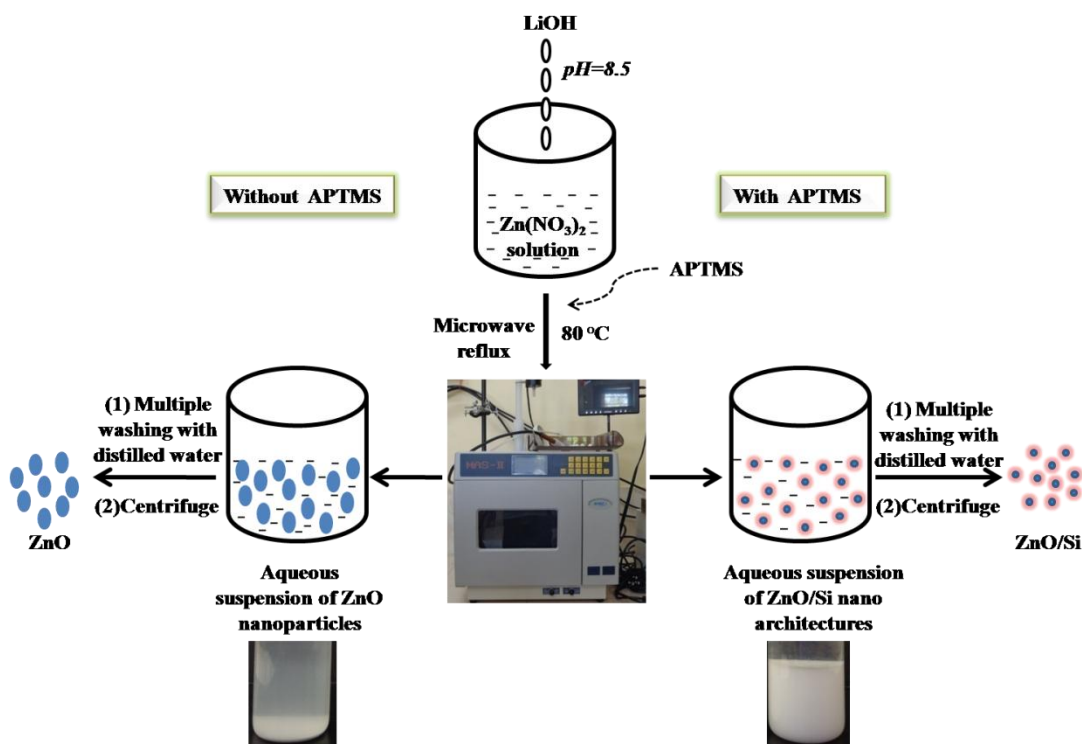 LiOH
pH=8.5
Without APTMS
With APTMS
Zn(NO₃)₂
solution
APTMS
Microwave
reflux
80 °C
(1) Multiple
washing with
distilled water
(2)Centrifuge
ZnO
MAS-II
(1) Multiple
washing with
distilled water
(2)Centrifuge
ZnO/Si
Aqueous
suspension of ZnO
nanoparticles
Aqueous suspension
of ZnO/Si nano
architectures